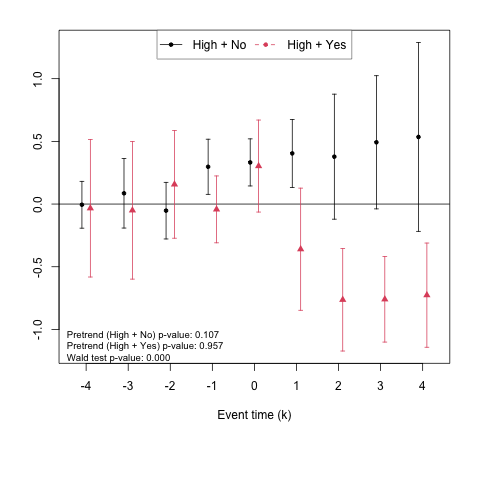 High + No High + Yes
1.0
0.5
0.0
-0.5
-1.0
Pretrend (High + No) p-value: 0.107
Pretrend (High + Yes) p-value: 0.957
Wald test p-value: 0.000
-4 -3 -2 -1 0 1 2 3 4
Event time (k)